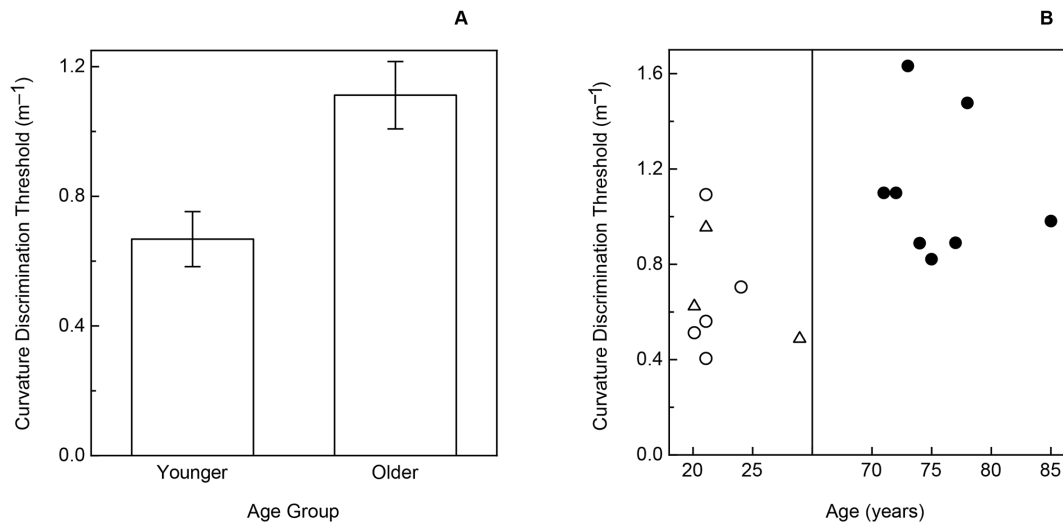 A
Curvature Discrimination Threshold (m⁻¹)
1.2
0.8
0.4
0.0
Younger Older
Age Group
B
Curvature Discrimination Threshold (m⁻¹)
1.6
1.2
0.8
0.4
0.0
20 25 70 75 80 85
Age (years)